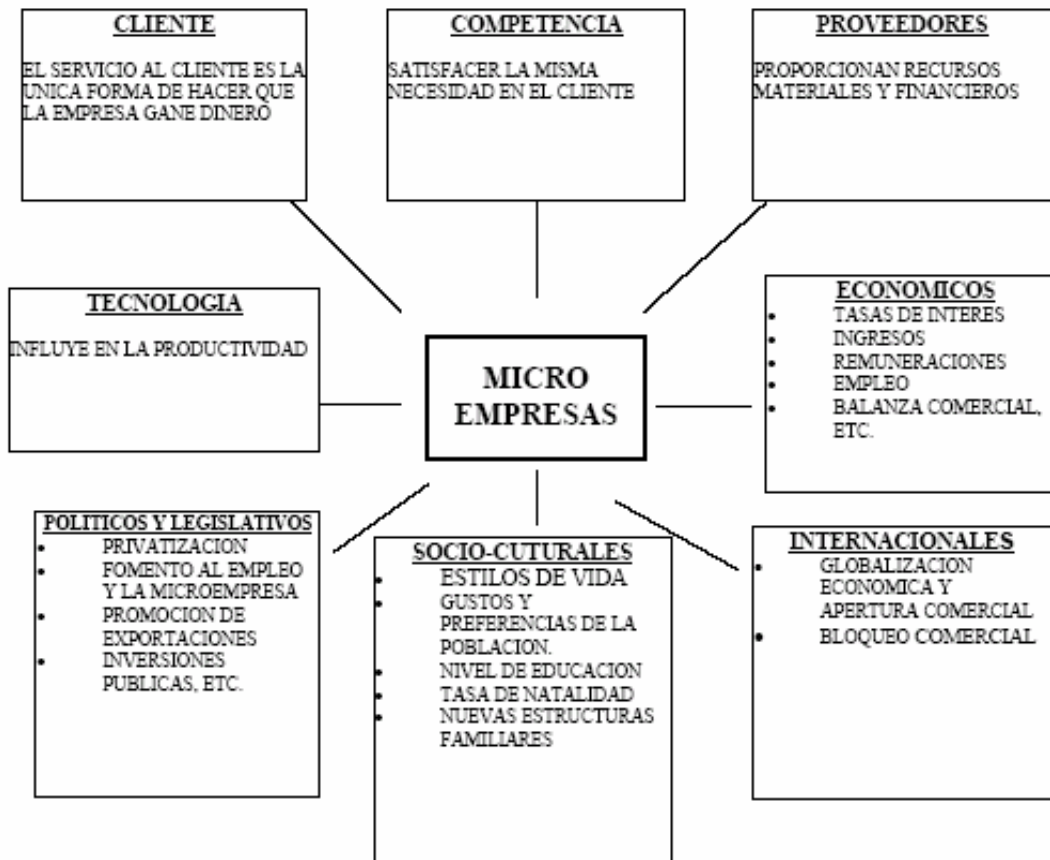 CLIENTE
EL SERVICIO AL CLIENTE ES LA
UNICA FORMA DE HACER QUE
LA EMPRESA GANE DINERO
COMPETENCIA
SATISFACER LA MISMA
NECESIDAD EN EL CLIENTE
PROVEEDORES
PROPORCIONAN RECURSOS
MATERIALES Y FINANCIEROS
TECNOLOGIA
INFLUYE EN LA PRODUCTIVIDAD
MICRO
EMPRESAS
ECONOMICOS
• TASAS DE INTERES
• INGRESOS
• REMUNERACIONES
• EMPLEO
• BALANZA COMERCIAL,
ETC.
POLITICOS Y LEGISLATIVOS
• PRIVATIZACION
• FOMENTO AL EMPLEO
Y LA MICROEMPRESA
• PROMOCION DE
EXPORTACIONES
• INVERSIONES
PUBLICAS, ETC.
SOCIO-CUTURALES
• ESTILOS DE VIDA
• GUSTOS Y
PREFERENCIAS DE LA
POBLACION.
• NIVEL DE EDUCACION
• TASA DE NATALIDAD
• NUEVAS ESTRUCTURAS
FAMILIARES
INTERNACIONALES
• GLOBALIZACION
ECONOMICA Y
APERTURA COMERCIAL
• BLOQUEO COMERCIAL